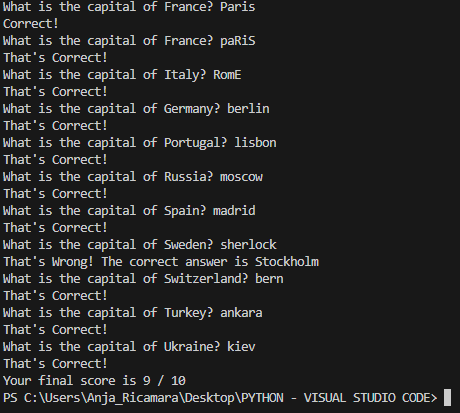 What is the capital of France? Paris
Correct!
What is the capital of France? paRiS
That's Correct!
What is the capital of Italy? RomE
That's Correct!
What is the capital of Germany? berlin
That's Correct!
What is the capital of Portugal? lisbon
That's Correct!
What is the capital of Russia? moscow
That's Correct!
What is the capital of Spain? madrid
That's Correct!
What is the capital of Sweden? sherlock
That's Wrong! The correct answer is Stockholm
What is the capital of Switzerland? bern
That's Correct!
What is the capital of Turkey? ankara
That's Correct!
What is the capital of Ukraine? kiev
That's Correct!
Your final score is 9 / 10
PS C:\Users\Anja_Ricamara\Desktop\PYTHON - VISUAL STUDIO CODE>